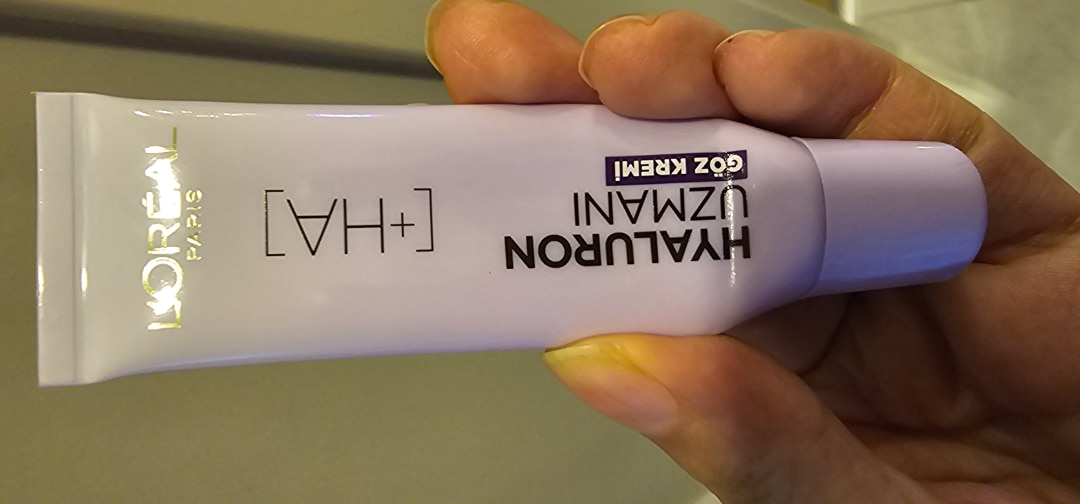 L'ORÉAL
PARIS
[+HA]
HYALURON
UZMANI
GÖZ KREMİ